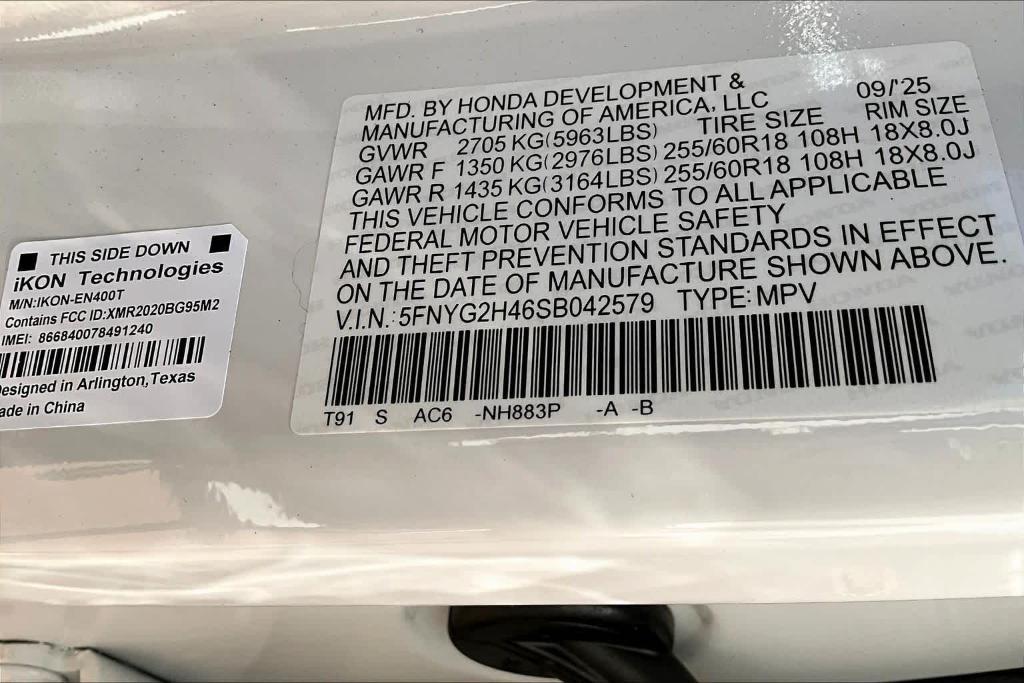 MFD. BY HONDA DEVELOPMENT &
MANUFACTURING OF AMERICA, LLC 09/'25
GVWR 2705 KG(5963LBS) TIRE SIZE RIM SIZE
GAWR F 1350 KG(2976LBS) 255/60R18 108H 18X8.0J
GAWR R 1435 KG(3164LBS) 255/60R18 108H 18X8.0J
THIS VEHICLE CONFORMS TO ALL APPLICABLE
FEDERAL MOTOR VEHICLE SAFETY
AND THEFT PREVENTION STANDARDS IN EFFECT
ON THE DATE OF MANUFACTURE SHOWN ABOVE.
V.I.N.: 5FNYG2H46SB042579 TYPE: MPV
T91 S AC6 -NH883P -A -B
THIS SIDE DOWN
iKON Technologies
M/N:IKON-EN400T
Contains FCC ID:XMR2020BG95M2
IMEI: 866840078491240
esigned in Arlington,Texas
ade in China